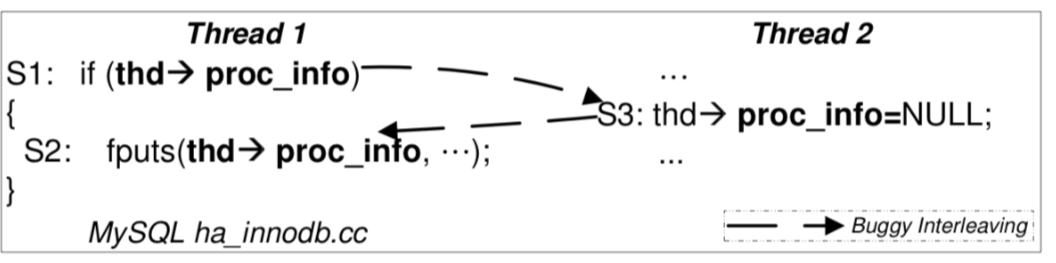 Thread 1
Thread 2
S1: if (thd→ proc_info)
...
{
S3: thd→ proc_info=NULL;
S2: fputs(thd→ proc_info, ⋯);
...
}
MySQL ha_innodb.cc
Buggy Interleaving